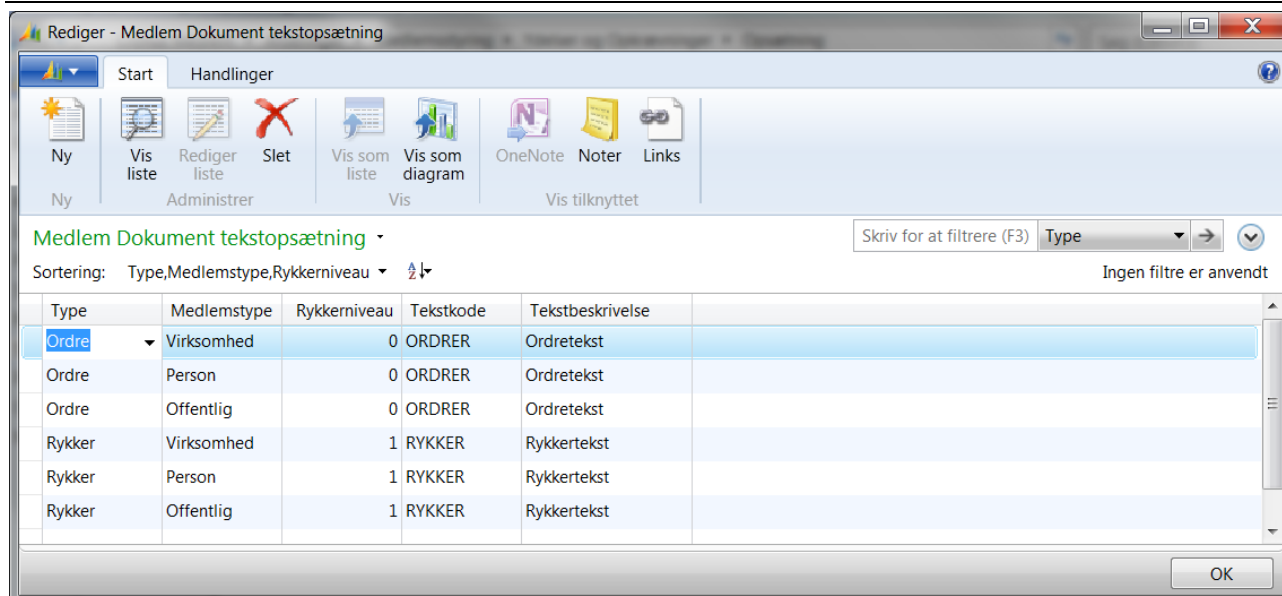 Rediger - Medlem Dokument tekstopsætning
Start Handlinger
Ny Vis liste Rediger liste Slet Vis som liste Vis som diagram OneNote Noter Links
Ny Administrer Vis Vis tilknyttet
Medlem Dokument tekstopsætning Skriv for at filtrere (F3) Type
Sortering: Type,Medlemstype,Rykkerniveau Ingen filtre er anvendt
Type Medlemstype Rykkerniveau Tekstkode Tekstbeskrivelse
Ordre Virksomhed 0 ORDRER Ordretekst
Ordre Person 0 ORDRER Ordretekst
Ordre Offentlig 0 ORDRER Ordretekst
Rykker Virksomhed 1 RYKKER Rykkertekst
Rykker Person 1 RYKKER Rykkertekst
Rykker Offentlig 1 RYKKER Rykkertekst
OK